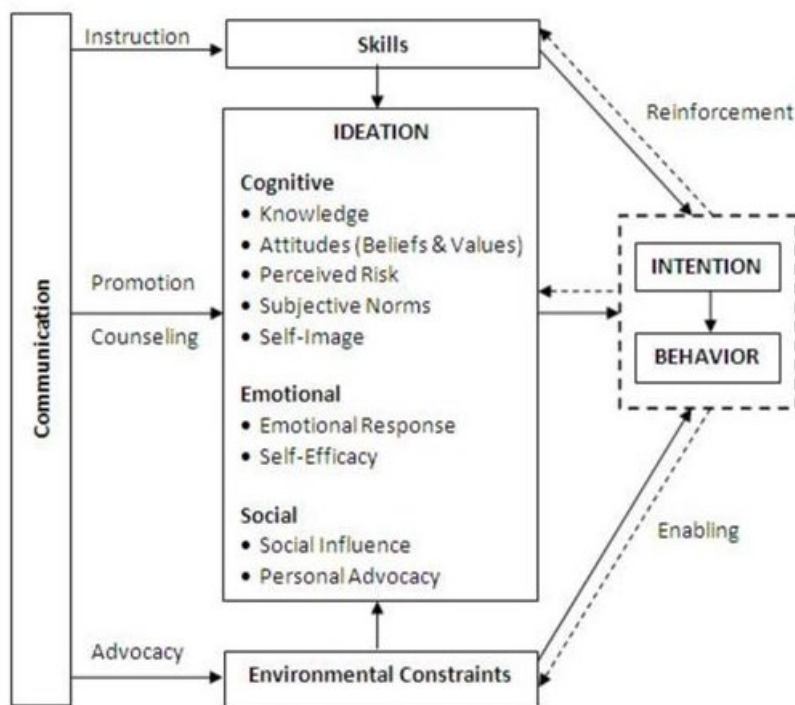 Communication
Instruction
Skills
Reinforcement
IDEATION
Cognitive
• Knowledge
• Attitudes (Beliefs & Values)
• Perceived Risk
• Subjective Norms
• Self-Image
Promotion
Counseling
Emotional
• Emotional Response
• Self-Efficacy
Social
• Social Influence
• Personal Advocacy
INTENTION
BEHAVIOR
Enabling
Advocacy
Environmental Constraints